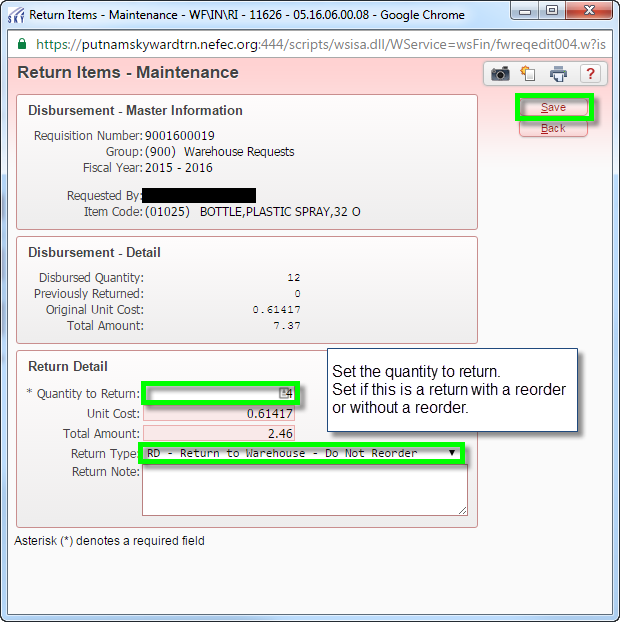 Return Items - Maintenance - WF\IN\RI - 11626 - 05.16.06.00.08 - Google Chrome
https://putnamskywardtrn.nefec.org:444/scripts/wsisa.dll/WService=wsFin/fwreqedit004.w?is
Return Items - Maintenance
?
Save
Back
Disbursement - Master Information
Requisition Number: 9001600019
Group: (900) Warehouse Requests
Fiscal Year: 2015 - 2016
Requested By:
Item Code: (01025) BOTTLE,PLASTIC SPRAY,32 O
Disbursement - Detail
Disbursed Quantity: 12
Previously Returned: 0
Original Unit Cost: 0.61417
Total Amount: 7.37
Return Detail
* Quantity to Return: 4
Unit Cost: 0.61417
Total Amount: 2.46
Return Type: RD - Return to Warehouse - Do Not Reorder
Return Note:
Set the quantity to return.
Set if this is a return with a reorder
or without a reorder.
Asterisk (*) denotes a required field